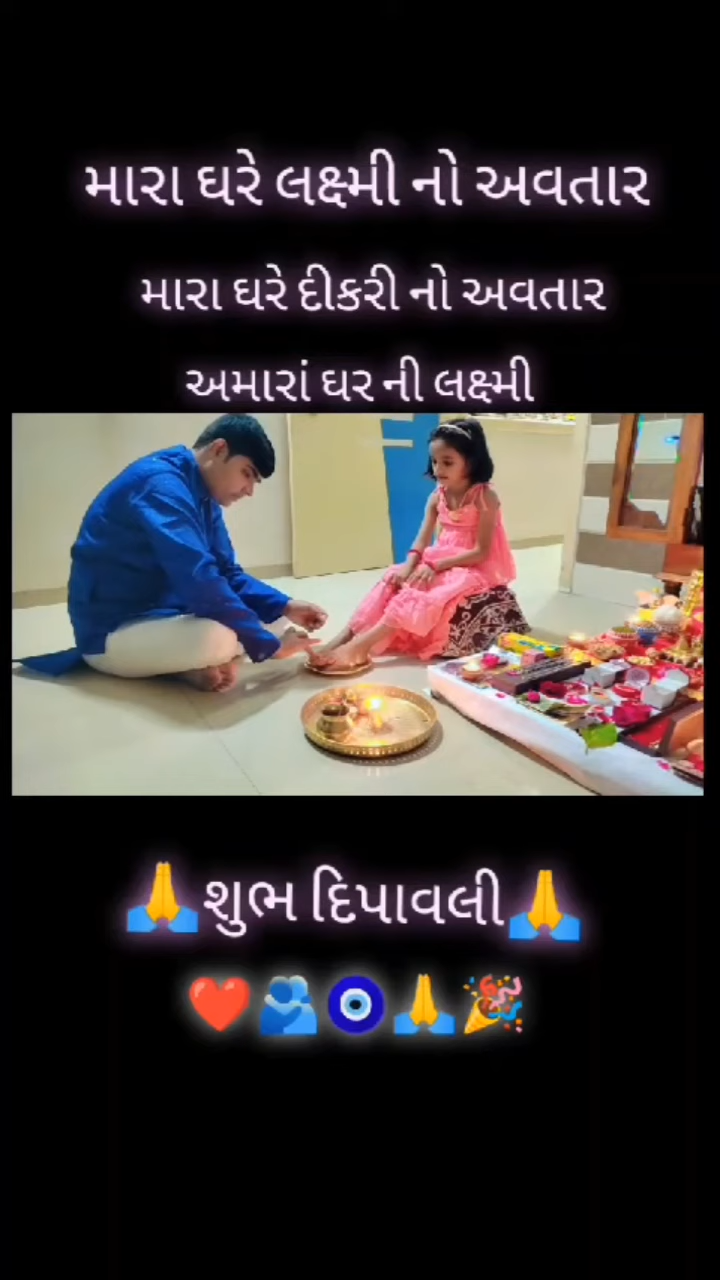 મારા ઘરે લક્ષ્મી નો અવતાર
મારા ઘરે દીકરી નો અવતાર
અમારાં ઘર ની લક્ષ્મી
🙏શુભ દિપાવલી🙏
❤️🫂🧿🙏🎉